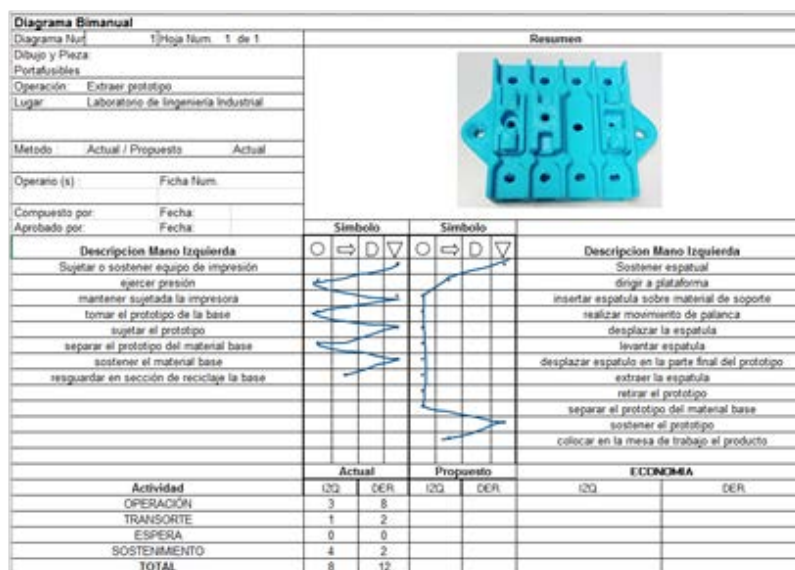 Diagrama Bimanual
Diagrama Num 1 Hoja Num. 1 de 1 Resumen
Dibujo y Pieza:
Portafusibles
Operación: Extraer prototipo
Lugar Laboratorio de Iingeniería Industrial
Metodo Actual / Propuesto Actual
Operario (s) : Ficha Num.
Compuesto por: Fecha:
Aprobado por: Fecha: Simbolo Simbolo
Descripcion Mano Izquierda D D Descripcion Mano Izquierda
Sujetar o sostener equipo de impresión Sostener espatual
ejercer presión dirigir a plataforma
mantener sujetada la impresora insertar espatula sobre material de soporte
tomar el prototipo de la base realizar movimiento de palanca
sujetar el prototipo desplazar la espatula
separar el prototipo del material base levantar espatula
sostener el material base desplazar espatulo en la parte final del prototipo
resguardar en sección de reciclaje la base extraer la espatula
retirar el prototipo
separar el prototipo del material base
sostener el prototipo
colocar en la mesa de trabajo el producto
Actual Propuesto ECONOMIA
Actividad IZQ. DER. IZQ. DER. IZQ. DER.
OPERACIÓN 3 8
TRANSORTE 1 2
ESPERA 0 0
SOSTENIMIENTO 4 2
TOTAL 8 12